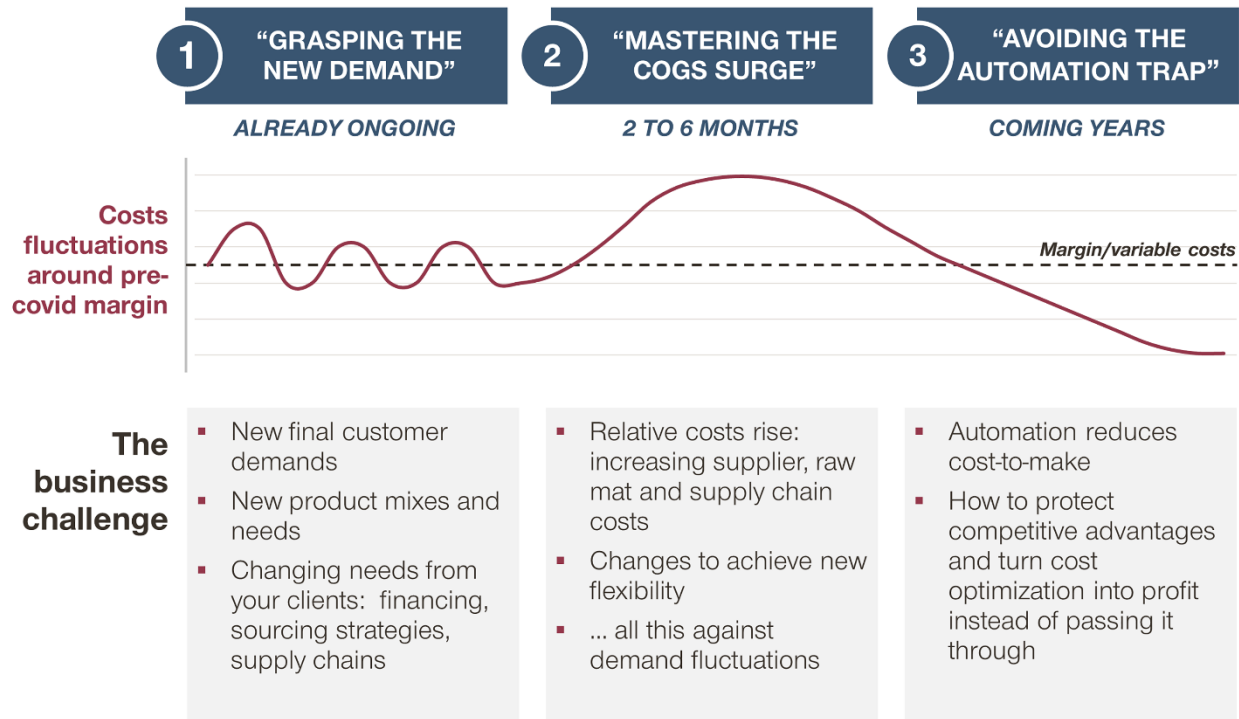 1
“GRASPING THE
NEW DEMAND”
2
“MASTERING THE
COGS SURGE”
3
“AVOIDING THE
AUTOMATION TRAP”
ALREADY ONGOING
2 TO 6 MONTHS
COMING YEARS
Costs
fluctuations
around pre-
covid margin
Margin/variable costs
The
business
challenge
▪ New final customer
demands
▪ New product mixes and
needs
▪ Changing needs from
your clients:  financing,
sourcing strategies,
supply chains
▪ Relative costs rise:
increasing supplier, raw
mat and supply chain
costs
▪ Changes to achieve new
flexibility
▪ ... all this against
demand fluctuations
▪ Automation reduces
cost-to-make
▪ How to protect
competitive advantages
and turn cost
optimization into profit
instead of passing it
through